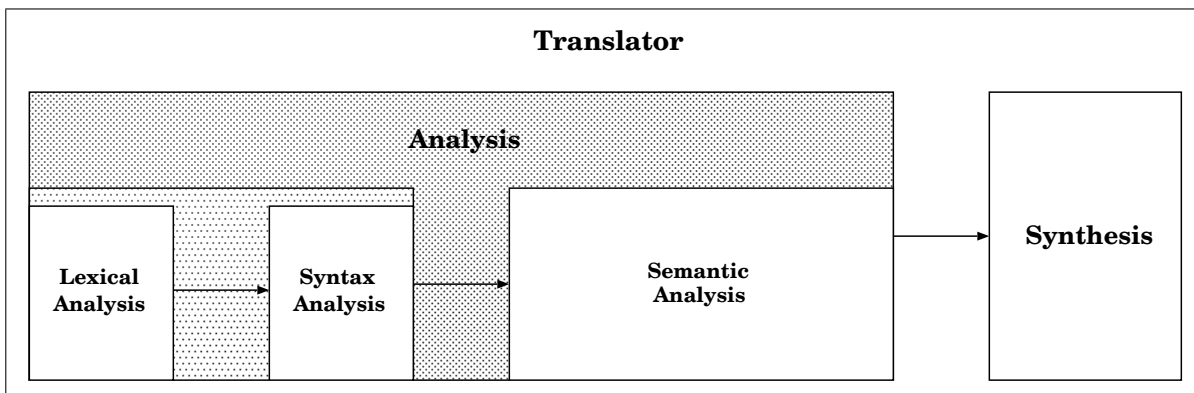 Translator
Analysis
Lexical
Analysis
Syntax
Analysis
Semantic
Analysis
Synthesis